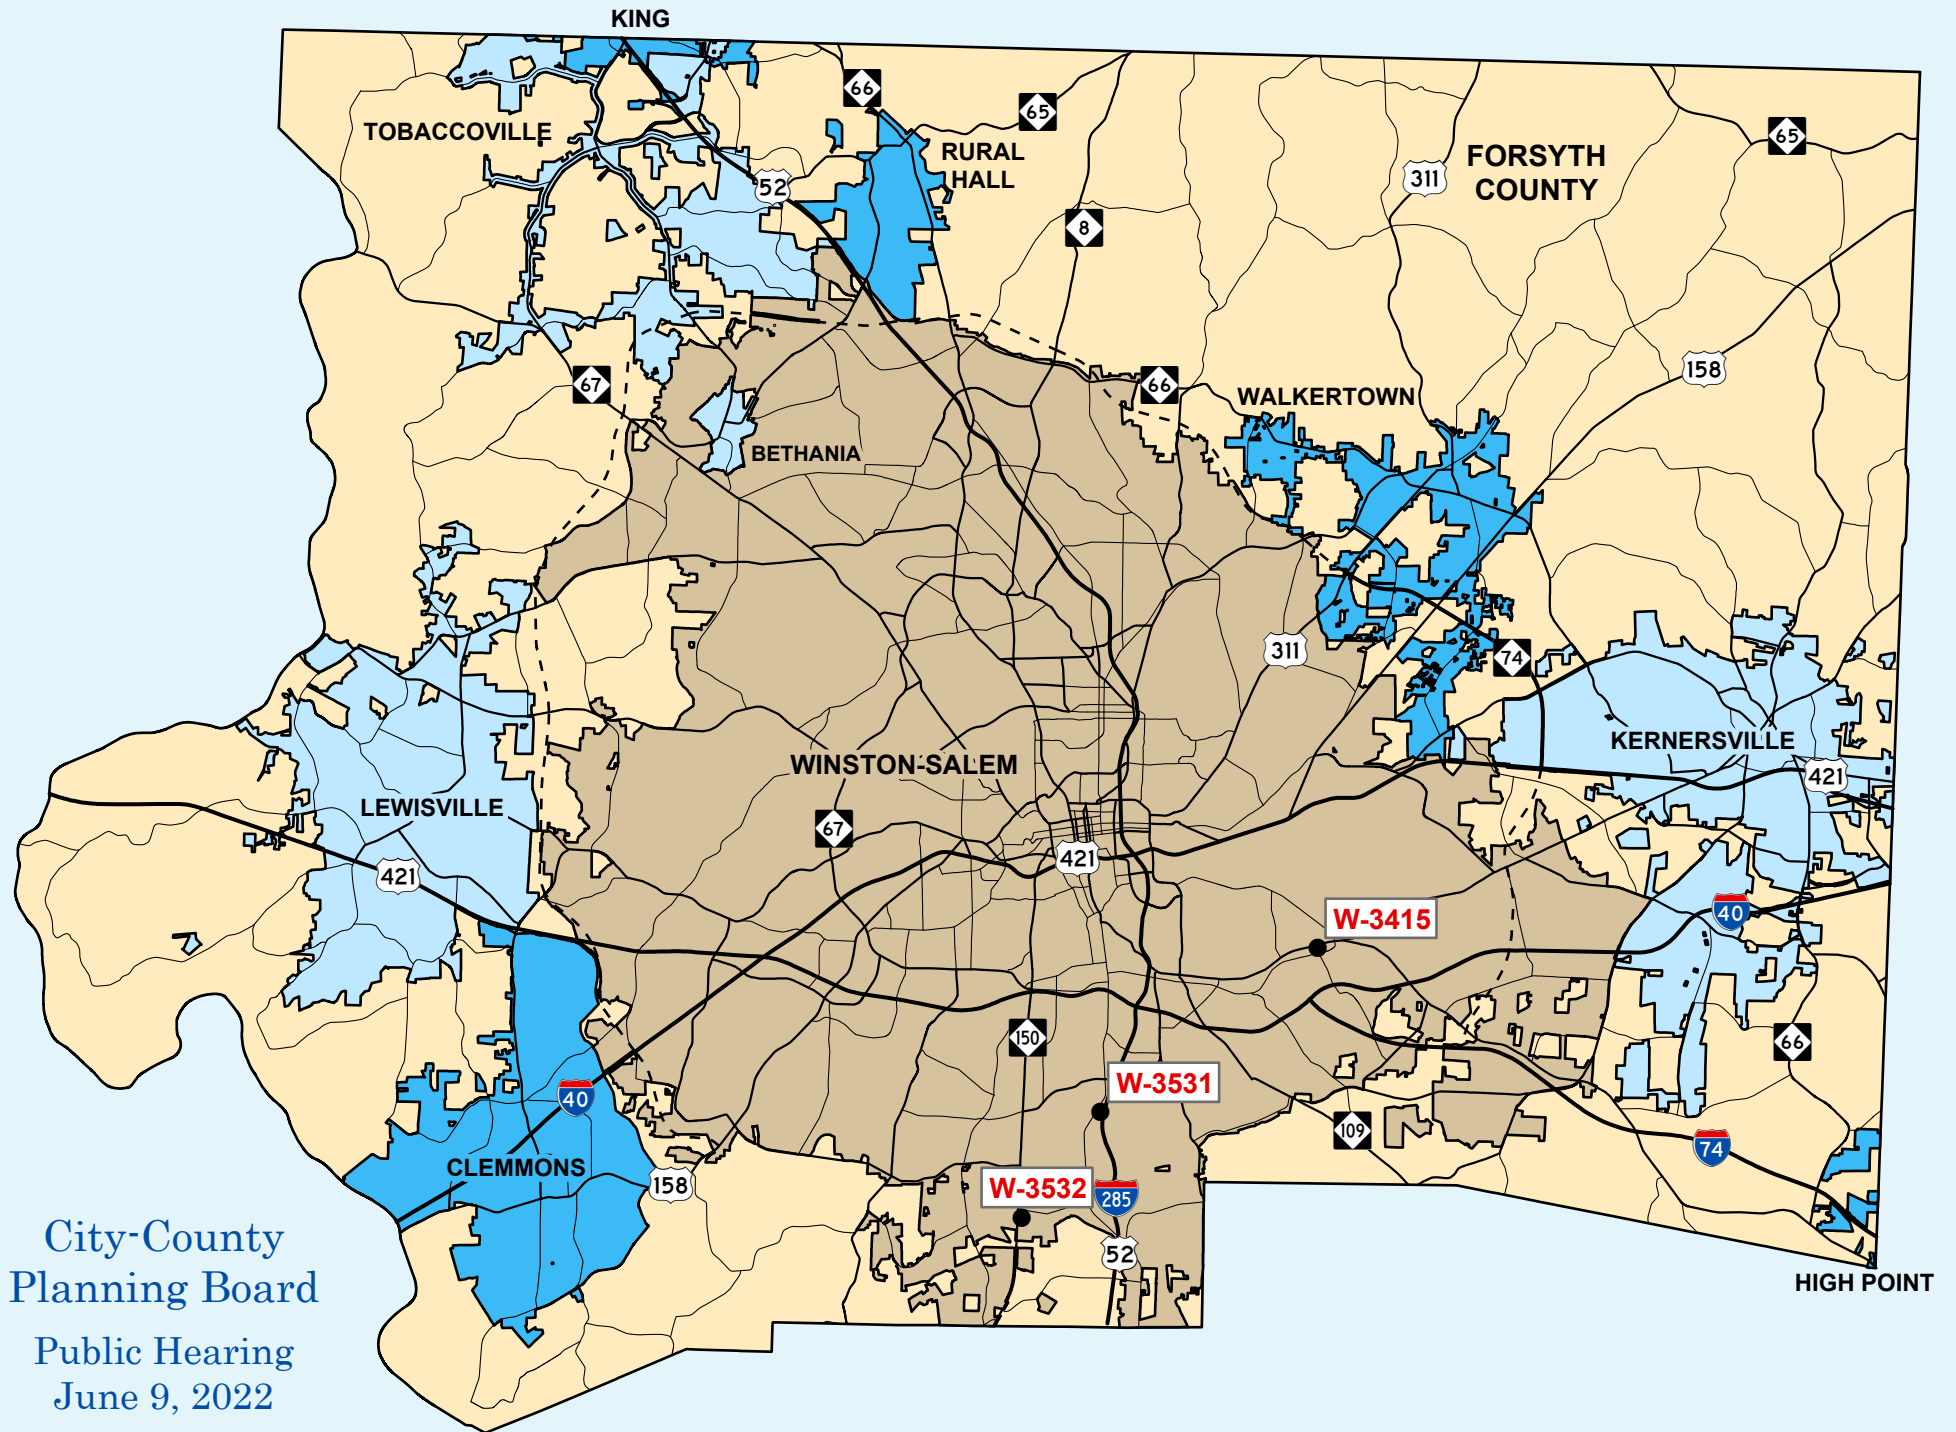 KING
66
65
TOBACCOVILLE
RURAL
HALL
65
FORSYTH
COUNTY
311
52
8
67
66
158
WALKERTOWN
BETHANIA
311
74
WINSTON-SALEM
KERNERSVILLE
421
LEWISVILLE
67
421
421
W-3415
40
150
66
W-3531
40
109
74
CLEMMONS
158
W-3532
285
52
City-County
Planning Board
HIGH POINT
Public Hearing
June 9, 2022